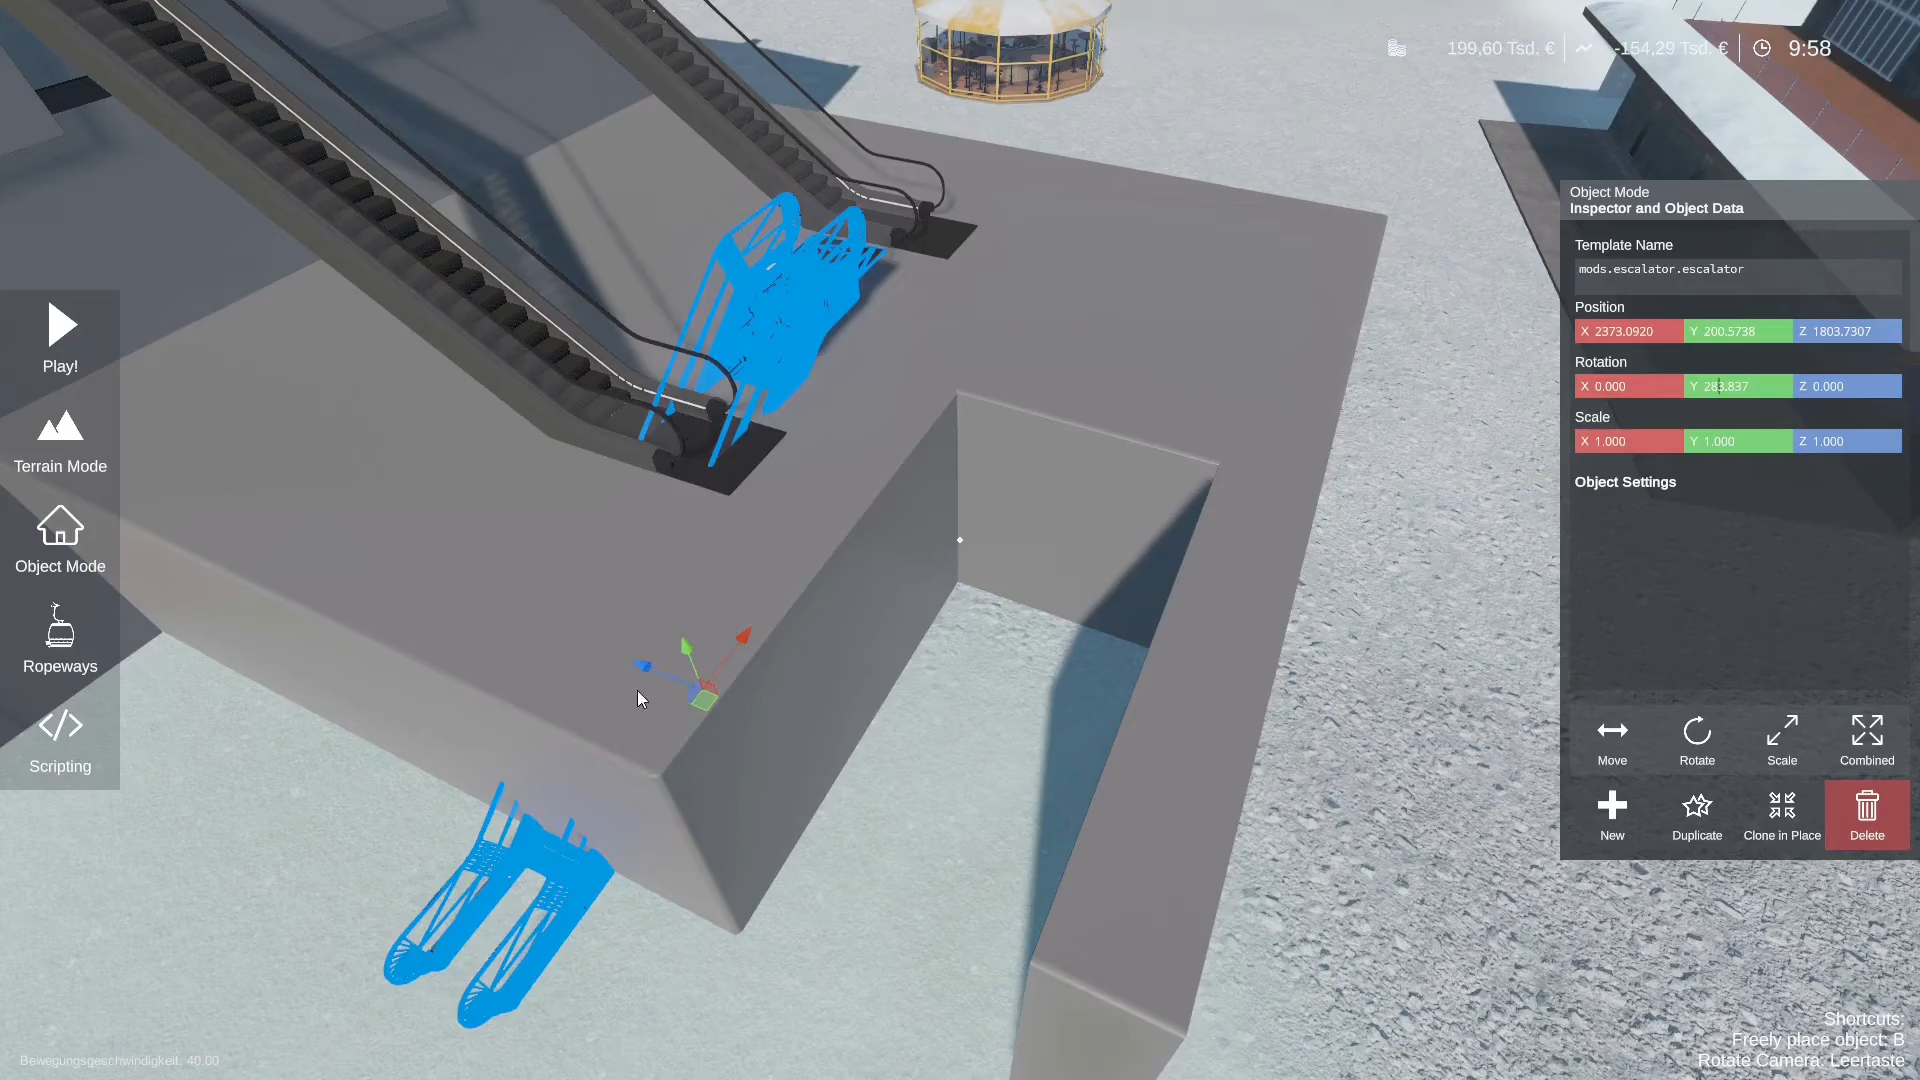 199,60 Tsd. €
-154,29 Tsd. €
9:58
Object Mode
Inspector and Object Data
Template Name
mods.escalator.escalator
Position
X 2373.0920 Y 200.5738 Z 1803.7307
Rotation
X 0.000 Y 283.837 Z 0.000
Scale
X 1.000 Y 1.000 Z 1.000
Object Settings
Play!
Terrain Mode
Object Mode
Ropeways
Scripting
Move Rotate Scale Combined
New Duplicate Clone in Place Delete
Shortcuts:
Freely place object: B
Rotate Camera: Leertaste
Bewegungsgeschwindigkeit: 40.00